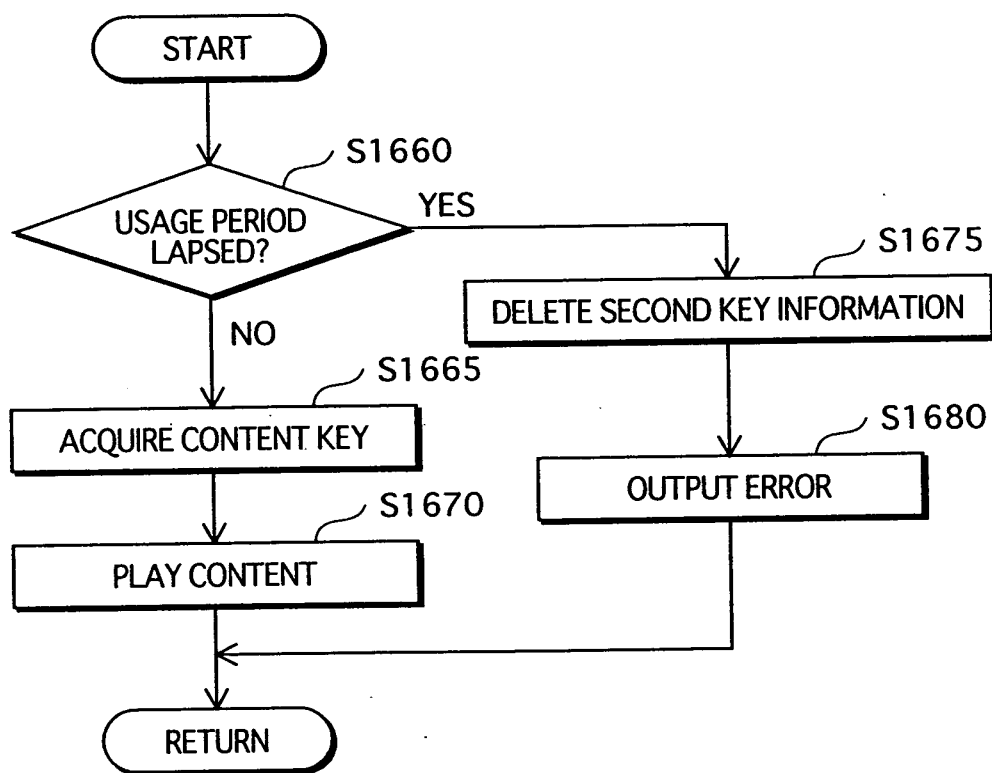 START
S1660
USAGE PERIOD
LAPSED?
YES
NO
S1675
DELETE SECOND KEY INFORMATION
S1665
ACQUIRE CONTENT KEY
S1680
OUTPUT ERROR
S1670
PLAY CONTENT
RETURN